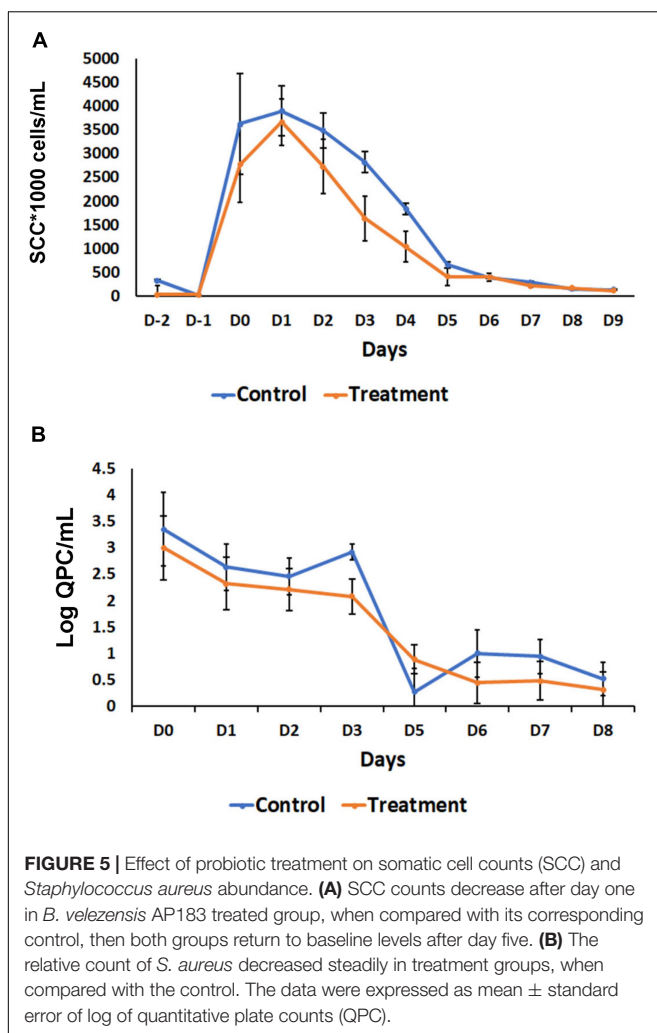 A
5000
4500
4000
3500
3000
2500
2000
1500
1000
500
0
SCC*1000 cells/mL
D-2 D-1 D0 D1 D2 D3 D4 D5 D6 D7 D8 D9
Days
Control Treatment
B
4.5
4
3.5
3
2.5
2
1.5
1
0.5
0
Log QPC/mL
D0 D1 D2 D3 D5 D6 D7 D8
Days
Control Treatment
FIGURE 5 | Effect of probiotic treatment on somatic cell counts (SCC) and
Staphylococcus aureus abundance. (A) SCC counts decrease after day one
in B. velezensis AP183 treated group, when compared with its corresponding
control, then both groups return to baseline levels after day five. (B) The
relative count of S. aureus decreased steadily in treatment groups, when
compared with the control. The data were expressed as mean ± standard
error of log of quantitative plate counts (QPC).